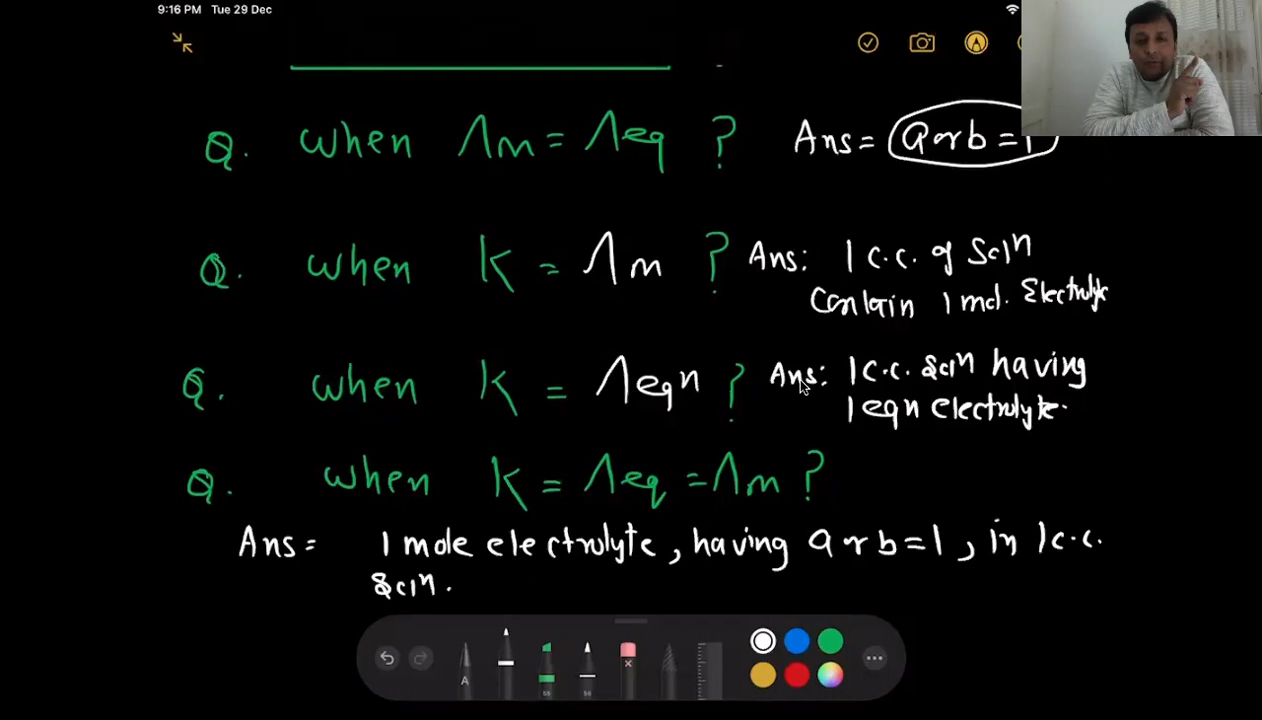 9:16 PM Tue 29 Dec
Q. when Λm = Λeq ? Ans = a or b = 1
Q. when K = Λm ? Ans: 1 c.c. of Solⁿ
Contain 1 mol. Electrolyte
Q. when K = Λeqn ? Ans: 1 c.c. Solⁿ having
1 eqn electrolyte.
Q. when K = Λeq = Λm ?
Ans = 1 mole electrolyte, having a or b = 1, in 1 c.c.
Solⁿ.
A